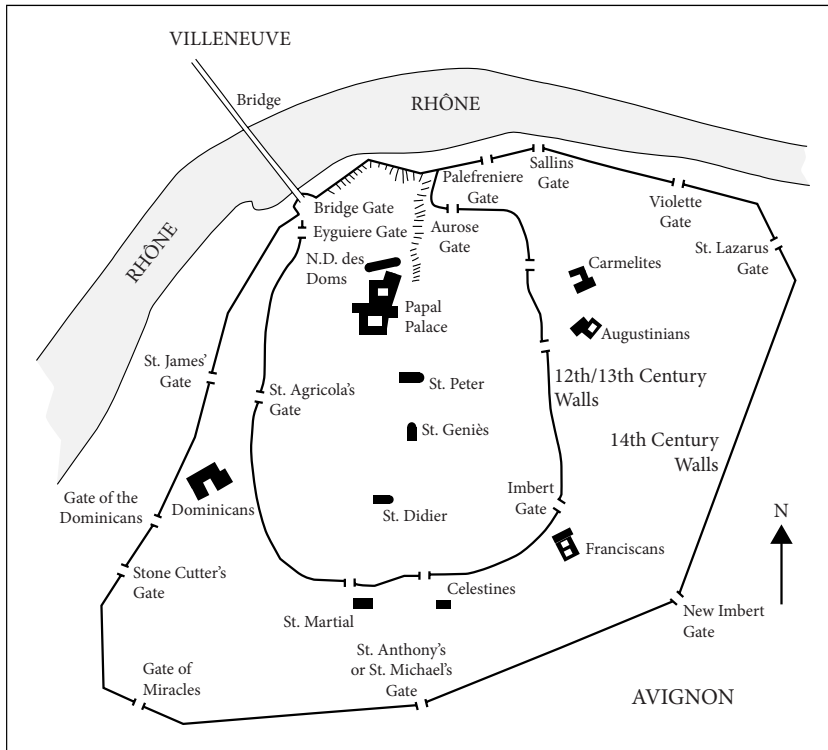 VILLENEUVE
Bridge
RHÔNE
RHÔNE
Palefreniere
Gate
Sallins
Gate
Violette
Gate
St. Lazarus
Gate
Bridge Gate
Eyguiere Gate
Aurose
Gate
N.D. des
Doms
Papal
Palace
Carmelites
Augustinians
St. James'
Gate
St. Agricola's
Gate
St. Peter
12th/13th Century
Walls
St. Geniès
14th Century
Walls
Gate of the
Dominicans
Dominicans
St. Didier
Imbert
Gate
Franciscans
N
Stone Cutter's
Gate
St. Martial
Celestines
New Imbert
Gate
Gate of
Miracles
St. Anthony's
or St. Michael's
Gate
AVIGNON